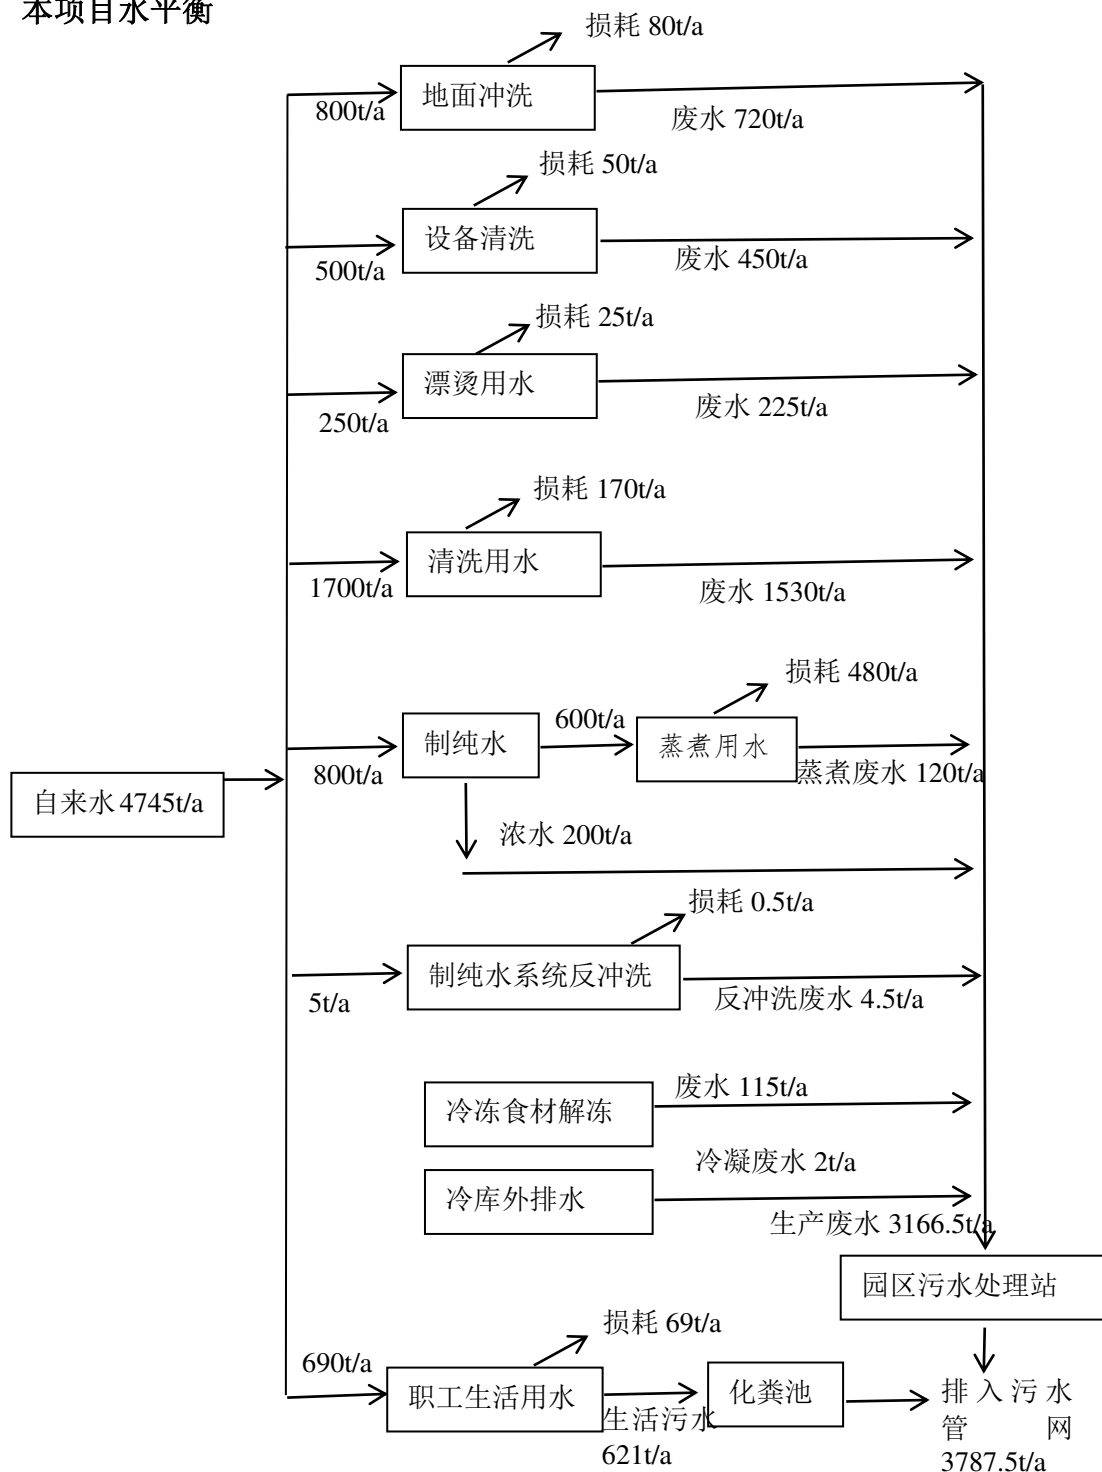 本项目水平衡
损耗 80t/a
地面冲洗
800t/a
废水 720t/a
损耗 50t/a
设备清洗
500t/a
废水 450t/a
损耗 25t/a
漂烫用水
250t/a
废水 225t/a
损耗 170t/a
清洗用水
1700t/a
废水 1530t/a
损耗 480t/a
600t/a
制纯水
蒸煮用水
800t/a
蒸煮废水 120t/a
自来水 4745t/a
浓水 200t/a
损耗 0.5t/a
制纯水系统反冲洗
5t/a
反冲洗废水 4.5t/a
废水 115t/a
冷冻食材解冻
冷凝废水 2t/a
冷库外排水
生产废水 3166.5t/a
园区污水处理站
损耗 69t/a
690t/a
职工生活用水
化粪池
生活污水
621t/a
排入污水
管网
3787.5t/a